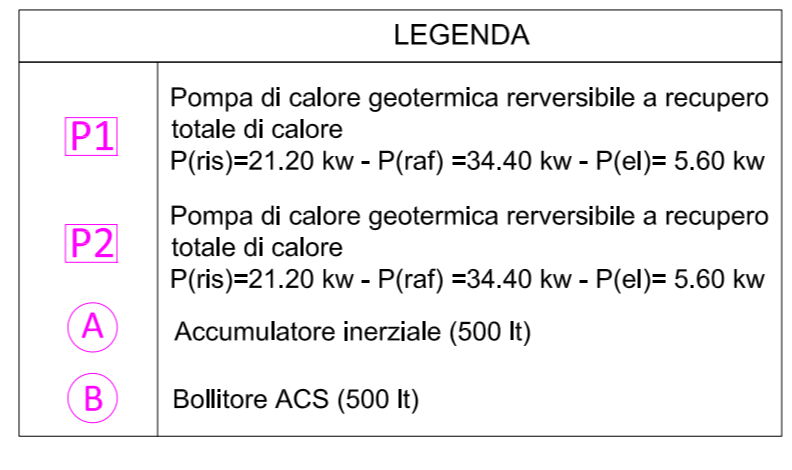 LEGENDA
P1
Pompa di calore geotermica rerversibile a recupero
totale di calore
P(ris)=21.20 kw - P(raf) =34.40 kw - P(el)= 5.60 kw
P2
Pompa di calore geotermica rerversibile a recupero
totale di calore
P(ris)=21.20 kw - P(raf) =34.40 kw - P(el)= 5.60 kw
A
Accumulatore inerziale (500 lt)
B
Bollitore ACS (500 lt)